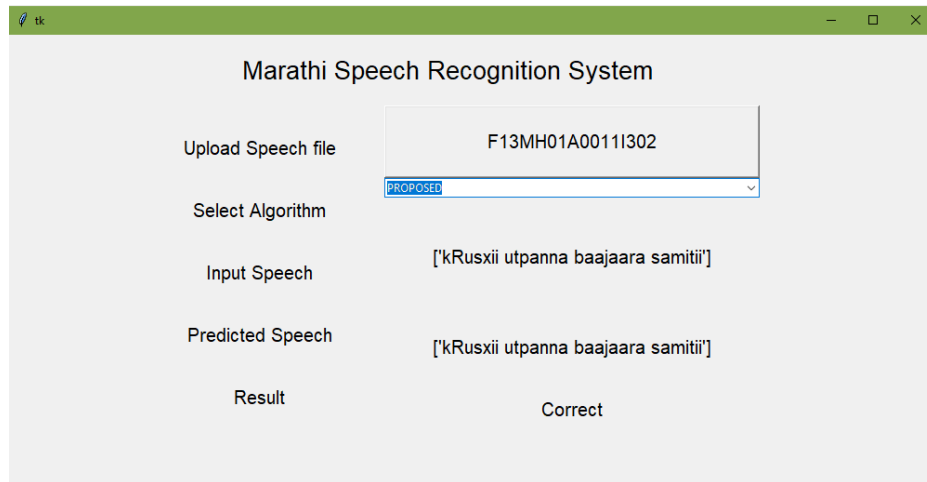 tk
Marathi Speech Recognition System
Upload Speech file
F13MH01A0011I302
Select Algorithm
PROPOSED
Input Speech
['kRusxii utpanna baajaara samitii']
Predicted Speech
['kRusxii utpanna baajaara samitii']
Result
Correct